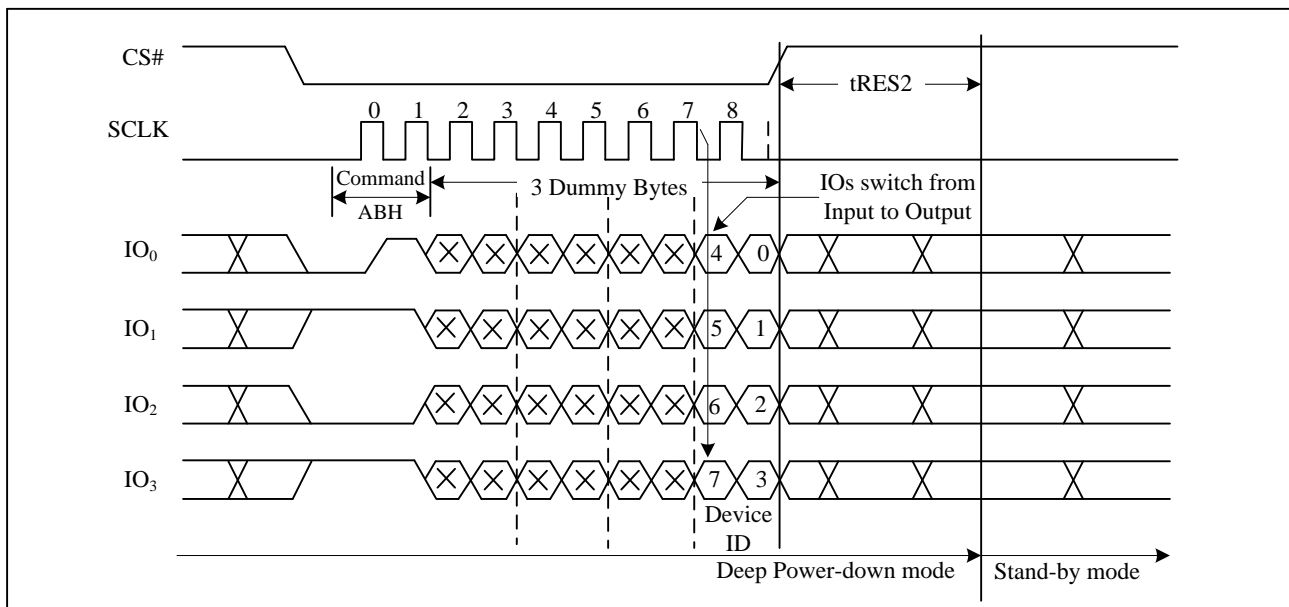 CS#
tRES2
0 1 2 3 4 5 6 7 8
SCLK
Command
ABH
3 Dummy Bytes
IOs switch from
Input to Output
IO₀
4 0
IO₁
5 1
IO₂
6 2
IO₃
7 3
Device
ID
Deep Power-down mode
Stand-by mode